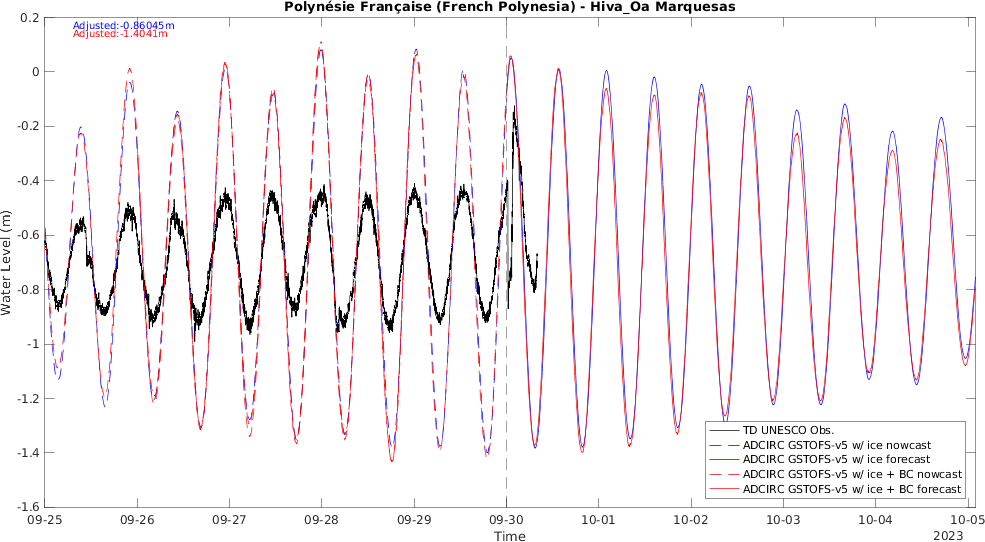 Polynésie Française (French Polynesia) - Hiva_Oa Marquesas
Adjusted:-0.86045m
Adjusted:-1.4041m
0.2
0
-0.2
-0.4
-0.6
-0.8
-1
-1.2
-1.4
-1.6
Water Level (m)
TD UNESCO Obs.
ADCIRC GSTOFS-v5 w/ ice nowcast
ADCIRC GSTOFS-v5 w/ ice forecast
ADCIRC GSTOFS-v5 w/ ice + BC nowcast
ADCIRC GSTOFS-v5 w/ ice + BC forecast
09-25 09-26 09-27 09-28 09-29 09-30 10-01 10-02 10-03 10-04 10-05
Time
2023